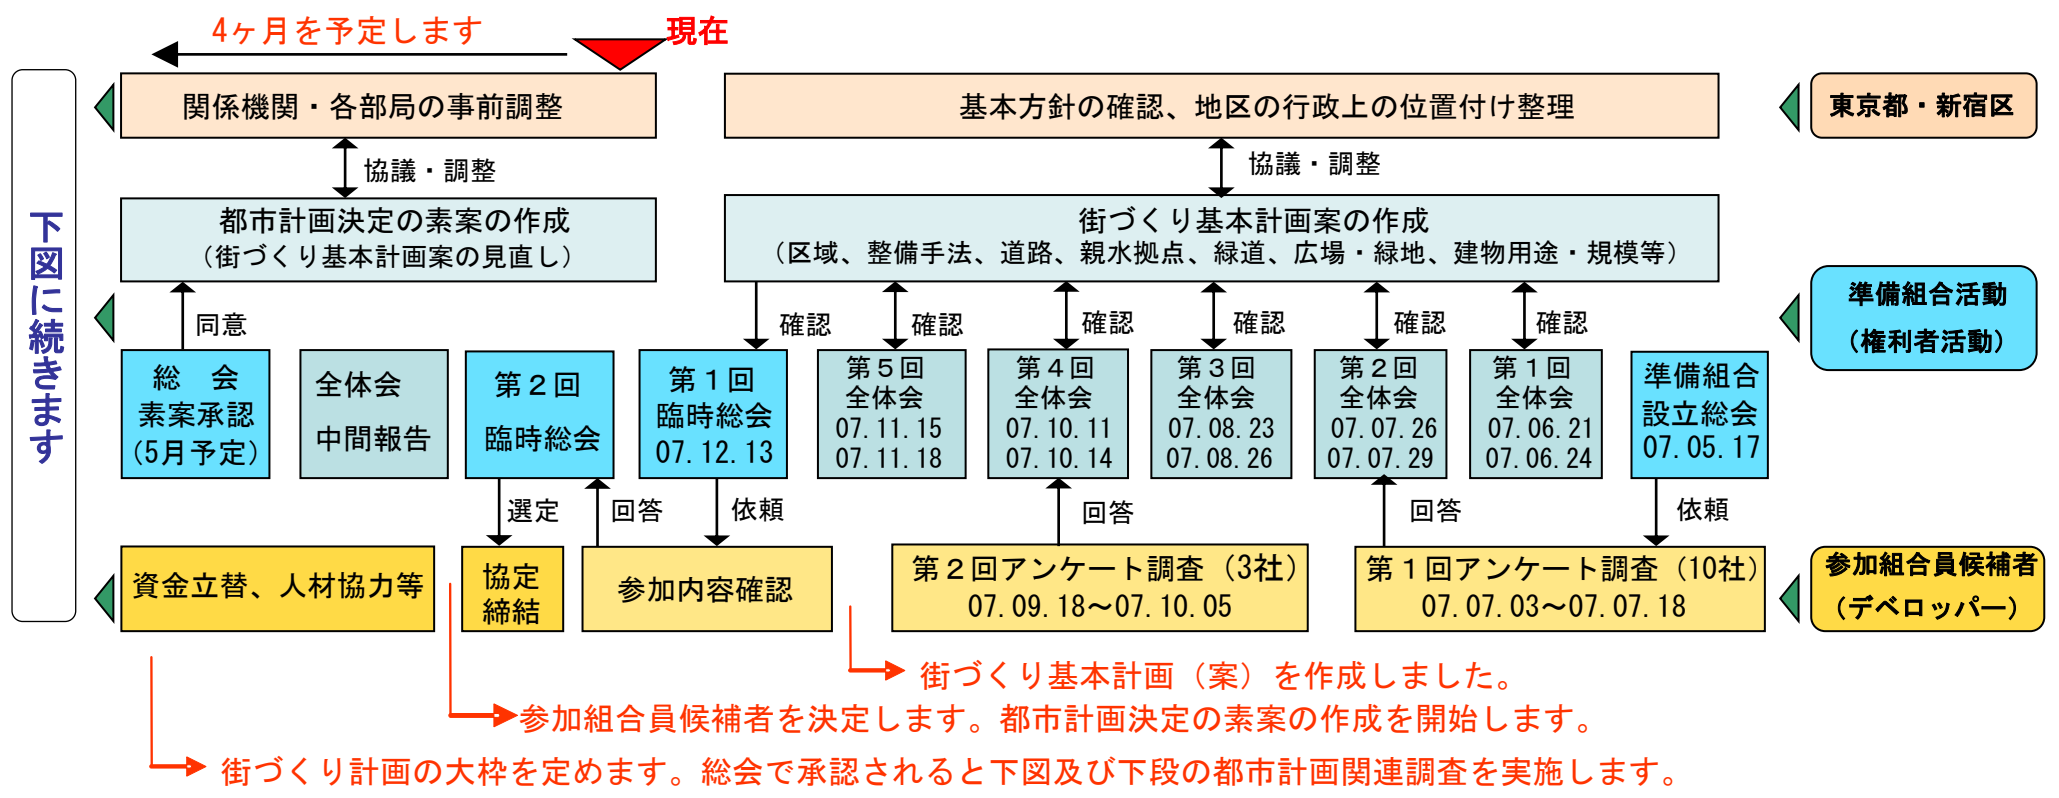 4ヶ月を予定します
現在
関係機関・各部局の事前調整
基本方針の確認、地区の行政上の位置付け整理
東京都・新宿区
協議・調整
協議・調整
下図に続きます
都市計画決定の素案の作成
（街づくり基本計画案の見直し）
街づくり基本計画案の作成
（区域、整備手法、道路、親水拠点、緑道、広場・緑地、建物用途・規模等）
準備組合活動
（権利者活動）
同意
確認
確認
確認
確認
確認
確認
総　会
素案承認
(5月予定)
全体会
中間報告
第２回
臨時総会
第１回
臨時総会
07.12.13
第５回
全体会
07.11.15
07.11.18
第４回
全体会
07.10.11
07.10.14
第３回
全体会
07.08.23
07.08.26
第２回
全体会
07.07.26
07.07.29
第１回
全体会
07.06.21
07.06.24
準備組合
設立総会
07.05.17
選定
回答
依頼
回答
回答
依頼
資金立替、人材協力等
協定
締結
参加内容確認
第２回アンケート調査（3社）
07.09.18～07.10.05
第１回アンケート調査（10社）
07.07.03～07.07.18
参加組合員候補者
（デベロッパー）
街づくり基本計画（案）を作成しました。
参加組合員候補者を決定します。都市計画決定の素案の作成を開始します。
街づくり計画の大枠を定めます。総会で承認されると下図及び下段の都市計画関連調査を実施します。